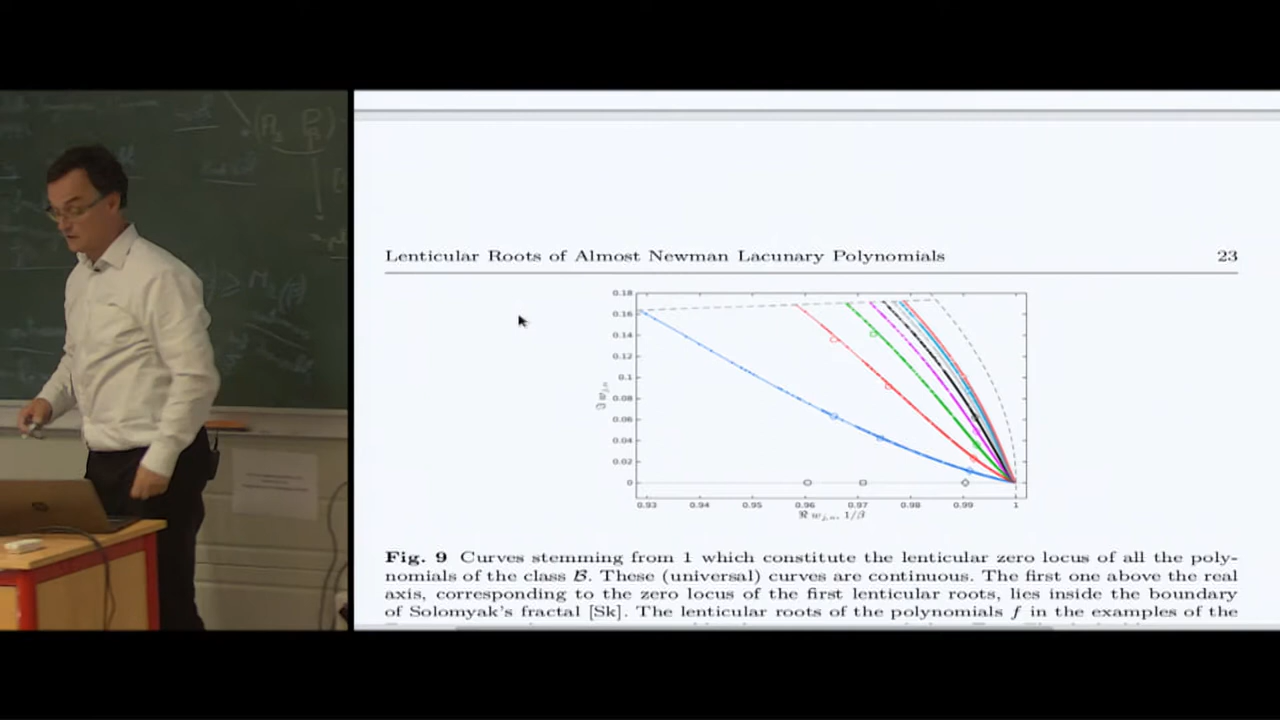 (A, P)
Lenticular Roots of Almost Newman Lacunary Polynomials 23
0.18
0.16
0.14
0.12
0.1
0.08
0.06
0.04
0.02
0
ℑ w_{j,n}
0.93 0.94 0.95 0.96 0.97 0.98 0.99 1
ℜ w_{j,n}, 1/β
Fig. 9 Curves stemming from 1 which constitute the lenticular zero locus of all the poly-
nomials of the class ℬ. These (universal) curves are continuous. The first one above the real
axis, corresponding to the zero locus of the first lenticular roots, lies inside the boundary
of Solomyak's fractal [Sk]. The lenticular roots of the polynomials f in the examples of the